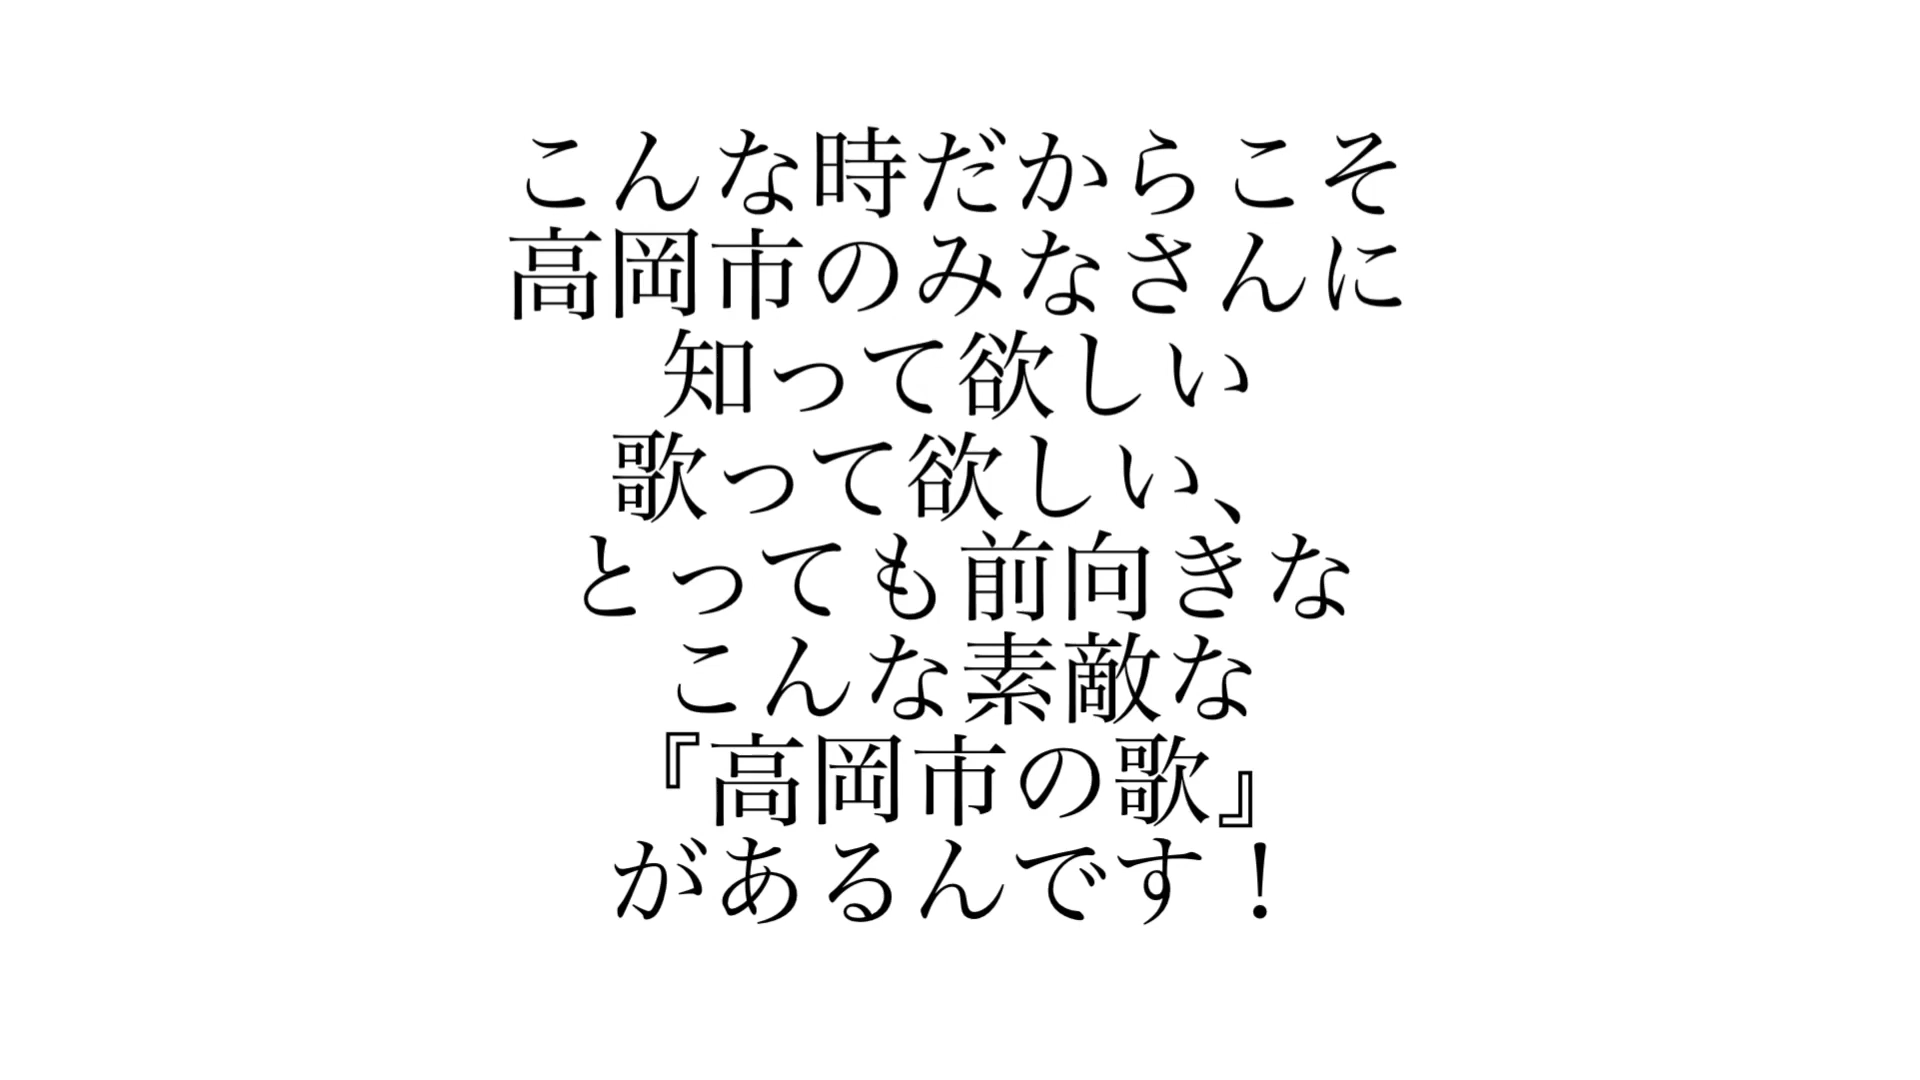 こんな時だからこそ
高岡市のみなさんに
知って欲しい
歌って欲しい、
とっても前向きな
こんな素敵な
『高岡市の歌』
があるんです！